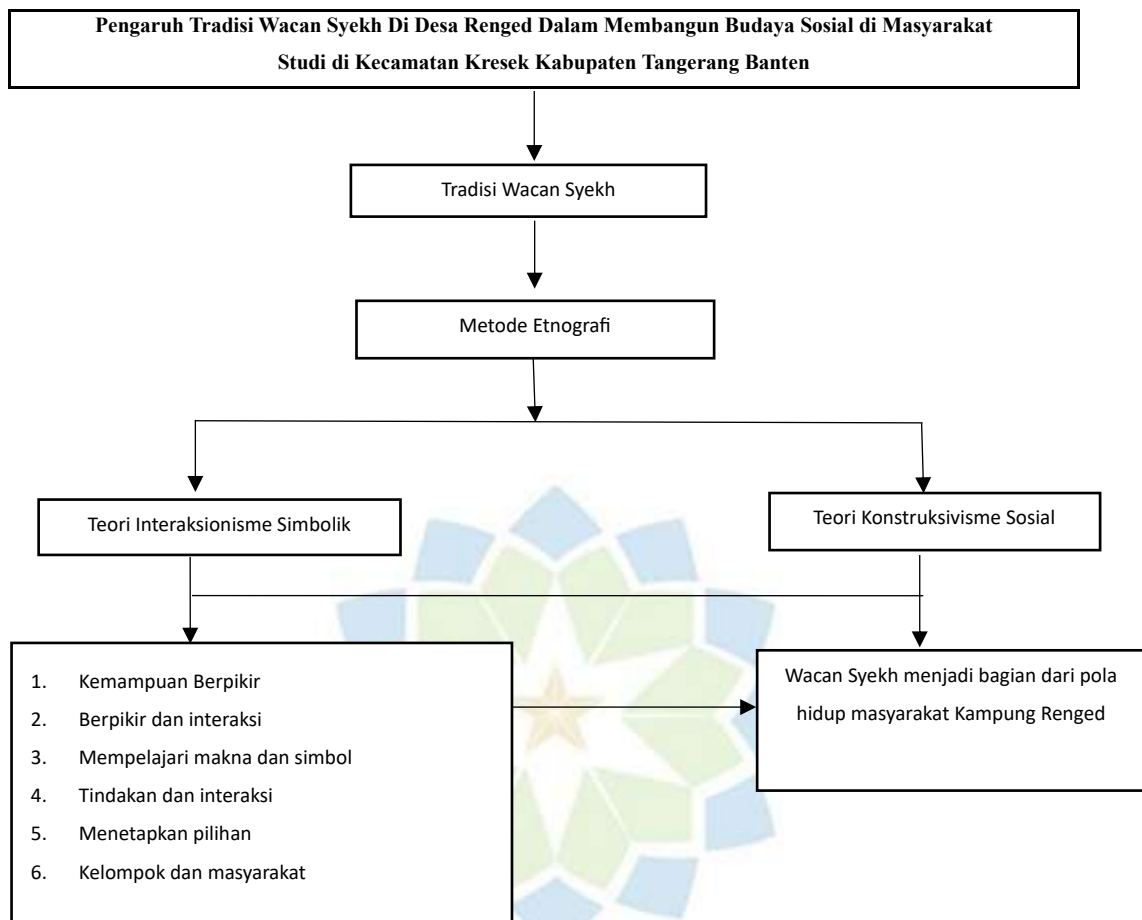 Pengaruh Tradisi Wacan Syekh Di Desa Renged Dalam Membangun Budaya Sosial di Masyarakat
Studi di Kecamatan Kresek Kabupaten Tangerang Banten
Tradisi Wacan Syekh
Metode Etnografi
Teori Interaksionisme Simbolik
Teori Konstruksivisme Sosial
1. Kemampuan Berpikir
2. Berpikir dan interaksi
3. Mempelajari makna dan simbol
4. Tindakan dan interaksi
5. Menetapkan pilihan
6. Kelompok dan masyarakat
Wacan Syekh menjadi bagian dari pola
hidup masyarakat Kampung Renged